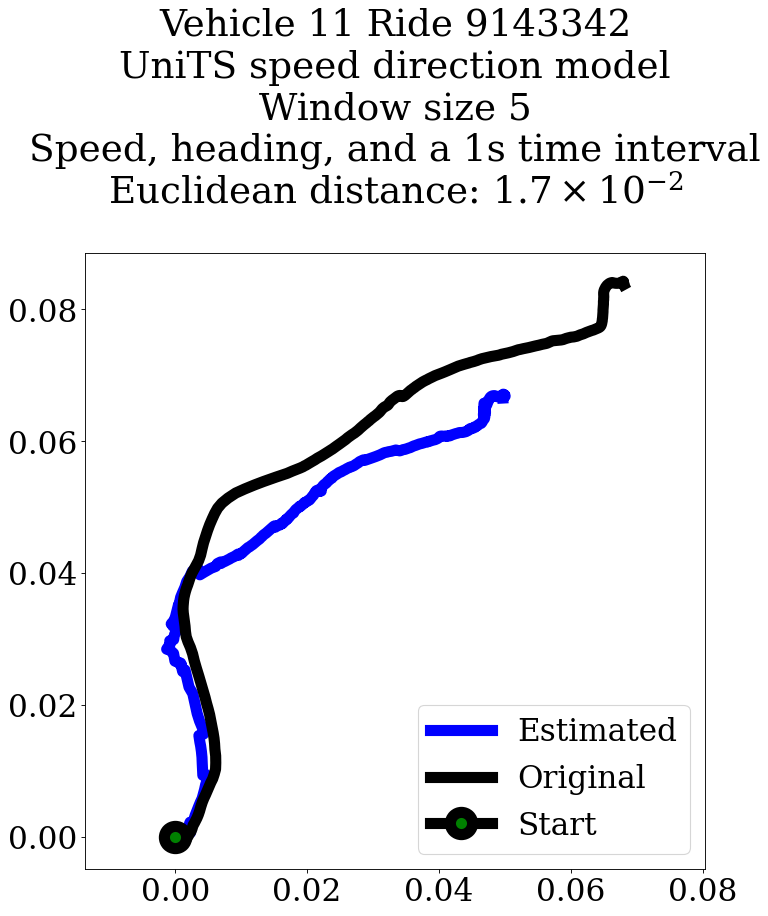 Vehicle 11 Ride 9143342
UniTS speed direction model
Window size 5
Speed, heading, and a 1s time interval
Euclidean distance: 1.7 × 10⁻²
0.08
0.06
0.04
0.02
0.00
Estimated
Original
Start
0.00 0.02 0.04 0.06 0.08